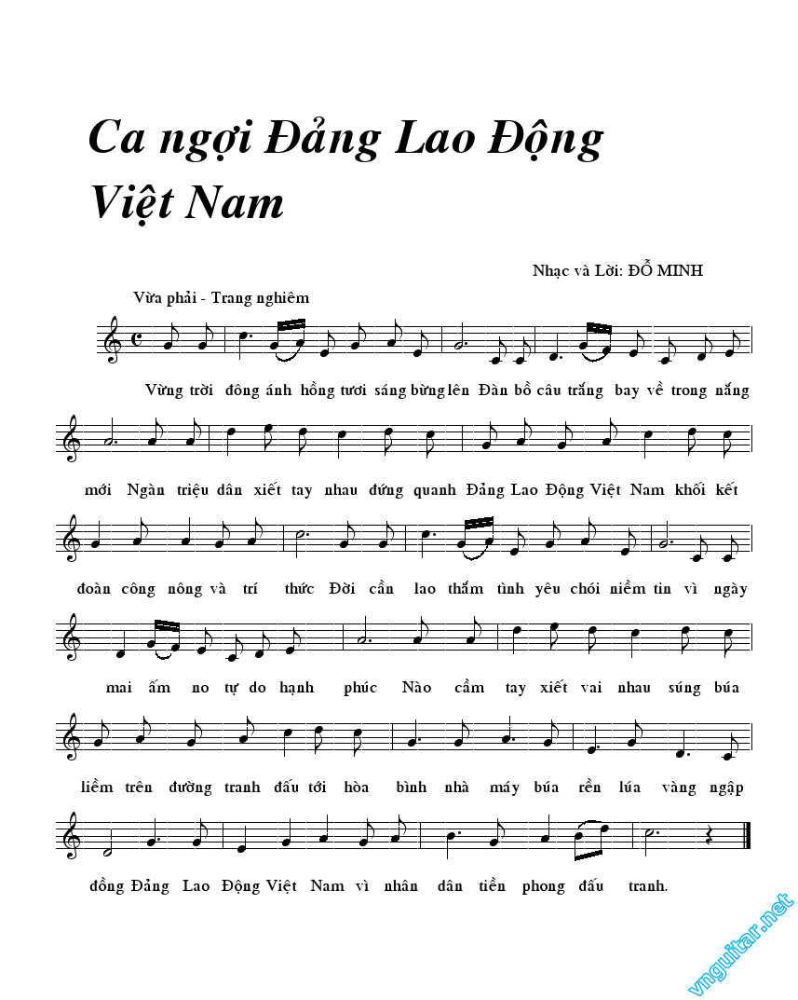 Ca ngợi Đảng Lao Động
Việt Nam
Nhạc và Lời: ĐỖ MINH
Vừa phải - Trang nghiêm
Vừng trời đông ánh hồng tươi sáng bừng lên Đàn bồ câu trắng bay về trong nắng
mới Ngàn triệu dân xiết tay nhau đứng quanh Đảng Lao Động Việt Nam khối kết
đoàn công nông và trí thức Đời cần lao thắm tình yêu chói niềm tin vì ngày
mai ấm no tự do hạnh phúc Nào cầm tay xiết vai nhau súng búa
liềm trên đường tranh đấu tới hòa bình nhà máy búa rền lúa vàng ngập
đồng Đảng Lao Động Việt Nam vì nhân dân tiền phong đấu tranh.
vnguitar.net